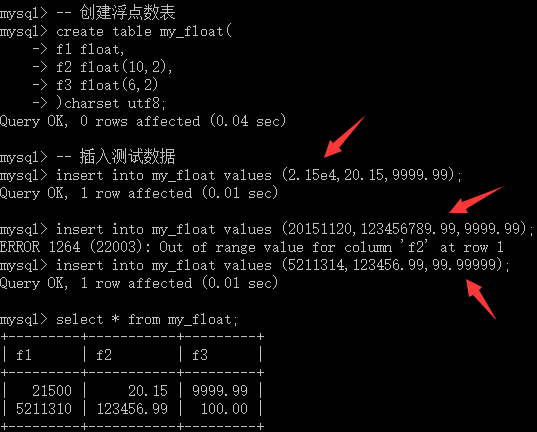 mysql> -- 创建浮点数表
mysql> create table my_float(
    -> f1 float,
    -> f2 float(10,2),
    -> f3 float(6,2)
    -> )charset utf8;
Query OK, 0 rows affected (0.04 sec)
mysql> -- 插入测试数据
mysql> insert into my_float values (2.15e4,20.15,9999.99);
Query OK, 1 row affected (0.01 sec)
mysql> insert into my_float values (20151120,123456789.99,9999.99);
ERROR 1264 (22003): Out of range value for column 'f2' at row 1
mysql> insert into my_float values (5211314,123456.99,99.99999);
Query OK, 1 row affected (0.01 sec)
mysql> select * from my_float;
+---------+-----------+---------+
| f1      | f2        | f3      |
+---------+-----------+---------+
|   21500 |     20.15 | 9999.99 |
| 5211310 | 123456.99 |  100.00 |
+---------+-----------+---------+